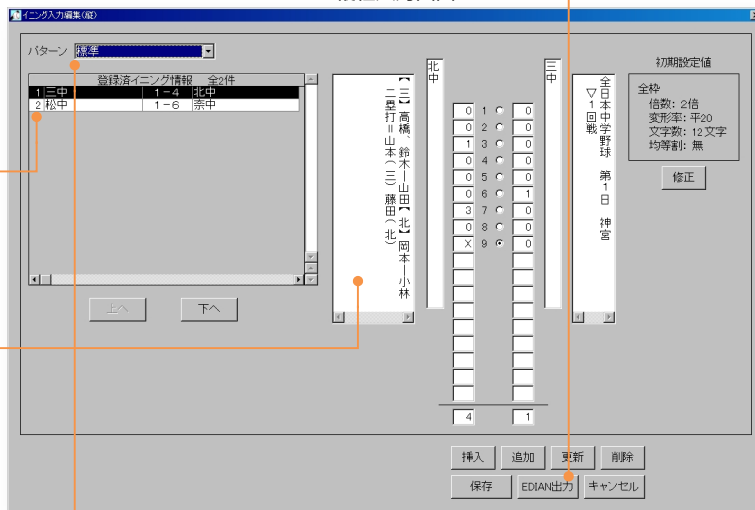 イニング入力編集(縦)
パターン 標準
登録済イニング情報 全2件
1 三中 1-4 北中
2 松中 1-6 奈中
上へ 下へ
北中
三中
【三】高橋、鈴木ー山田【北】岡本ー小林
二塁打＝山本(三)藤田(北)
全日本中学野球 第1日 神宮
▽1回戦
0 1 0
0 2 0
1 3 0
0 4 0
0 5 0
0 6 1
3 7 0
0 8 0
X 9 0
4 1
初期設定値
全枠
倍数: 2倍
変形率: 平20
文字数: 12文字
均等割: 無
修正
挿入 追加 更新 削除
保存 EDIAN出力 キャンセル